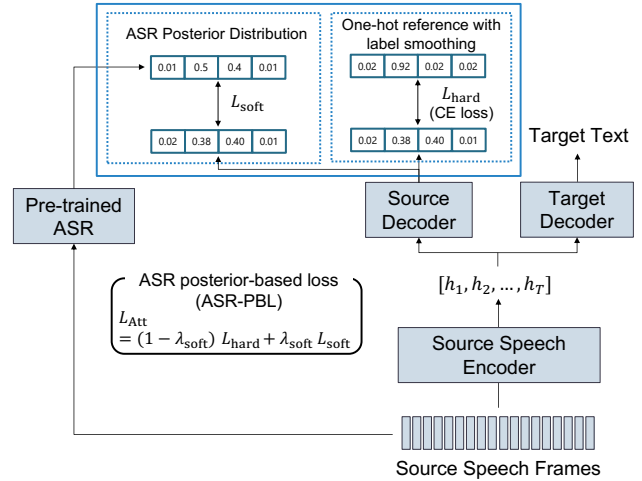 ASR Posterior Distribution
0.01 0.5 0.4 0.01
L_soft
0.02 0.38 0.40 0.01
One-hot reference with
label smoothing
0.02 0.92 0.02 0.02
L_hard
(CE loss)
0.02 0.38 0.40 0.01
Target Text
Pre-trained
ASR
Source
Decoder
Target
Decoder
ASR posterior-based loss
(ASR-PBL)
L_Att
= (1 − λ_soft) L_hard + λ_soft L_soft
[h_1, h_2, … , h_T]
Source Speech
Encoder
Source Speech Frames